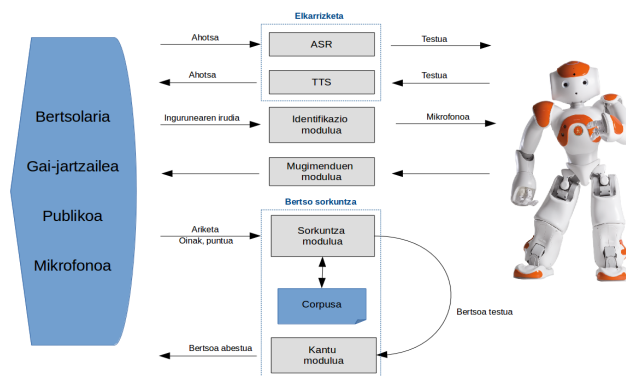 Elkarrizketa
Ahotsa
ASR
Testua
Ahotsa
TTS
Testua
Bertsolaria
Gai-jartzailea
Publikoa
Mikrofonoa
Ingurunearen irudia
Identifikazio
modulua
Mikrofonoa
Mugimenduen
modulua
Bertso sorkuntza
Ariketa
Oinak, puntua
Sorkuntza
modulua
Corpusa
Bertsoa testua
Bertsoa abestua
Kantu
modulua